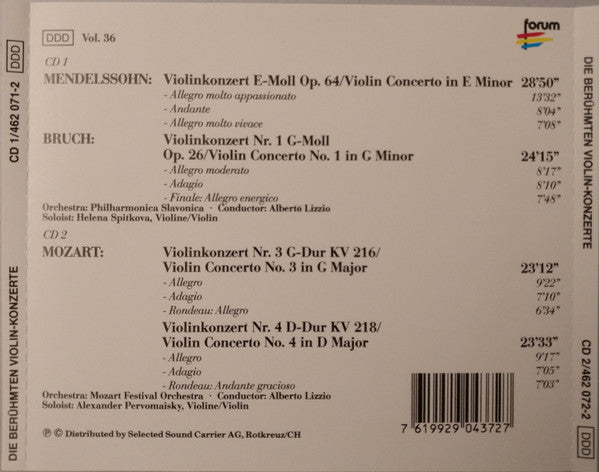 DDD Vol. 36
forum
CD 1
MENDELSSOHN: Violinkonzert E-Moll Op. 64/Violin Concerto in E Minor 28'50"
- Allegro molto appassionato 13'32"
- Andante 8'04"
- Allegro molto vivace 7'08"
BRUCH: Violinkonzert Nr. 1 G-Moll
Op. 26/Violin Concerto No. 1 in G Minor 24'15"
- Allegro moderato 8'17"
- Adagio 8'10"
- Finale: Allegro energico 7'48"
Orchestra: Philharmonica Slavonica • Conductor: Alberto Lizzio
Soloist: Helena Spitkova, Violine/Violin
CD 2
MOZART: Violinkonzert Nr. 3 G-Dur KV 216/
Violin Concerto No. 3 in G Major 23'12"
- Allegro 9'22"
- Adagio 7'10"
- Rondeau: Allegro 6'34"
Violinkonzert Nr. 4 D-Dur KV 218/
Violin Concerto No. 4 in D Major 23'33"
- Allegro 9'17"
- Adagio 7'05"
- Rondeau: Andante gracioso 7'03"
Orchestra: Mozart Festival Orchestra • Conductor: Alberto Lizzio
Soloist: Alexander Pervomaisky, Violine/Violin
℗ © Distributed by Selected Sound Carrier AG, Rotkreuz/CH
7 619929 043727
DIE BERÜHMTEN VIOLIN-KONZERTE CD 1/462 071-2 DDD
DIE BERÜHMTEN VIOLIN-KONZERTE CD 2/462 072-2 DDD